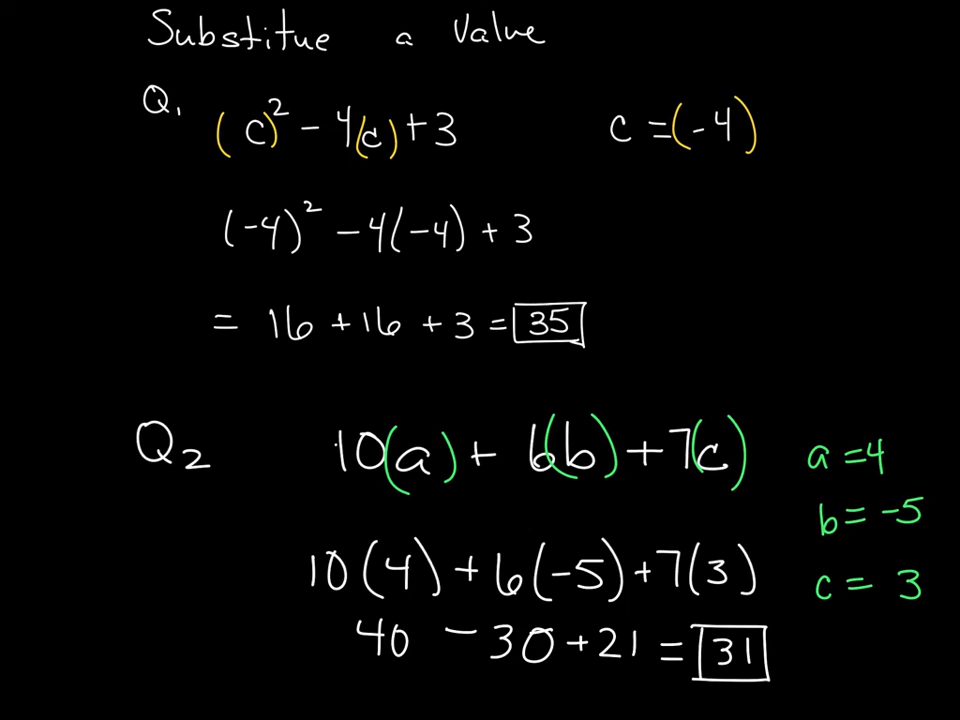 Substitue a Value
Q1 (c)² - 4(c) + 3 c = (-4)
(-4)² - 4(-4) + 3
= 16 + 16 + 3 = 35
Q2 10(a) + 6(b) + 7(c) a = 4
b = -5
10(4) + 6(-5) + 7(3) c = 3
40 - 30 + 21 = 31